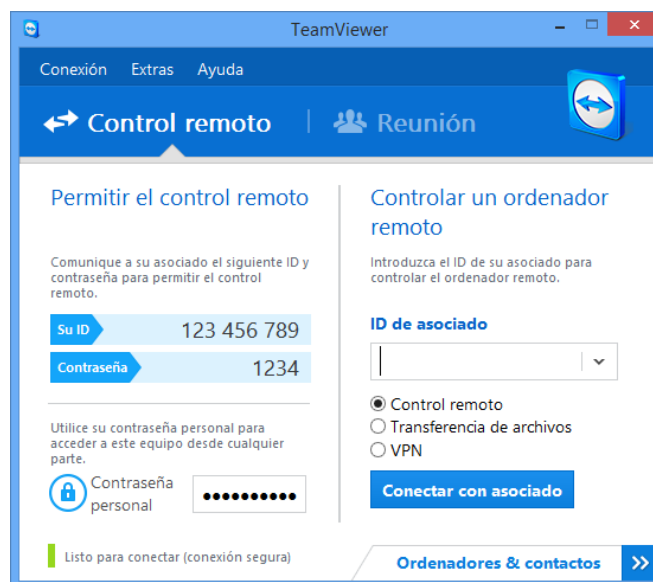 TeamViewer
Conexión Extras Ayuda
Control remoto
Reunión
Permitir el control remoto
Comunique a su asociado el siguiente ID y
contraseña para permitir el control
remoto.
Su ID 123 456 789
Contraseña 1234
Utilice su contraseña personal para
acceder a este equipo desde cualquier
parte.
Contraseña
personal
Controlar un ordenador
remoto
Introduzca el ID de su asociado para
controlar el ordenador remoto.
ID de asociado
Control remoto
Transferencia de archivos
VPN
Conectar con asociado
Listo para conectar (conexión segura)
Ordenadores & contactos